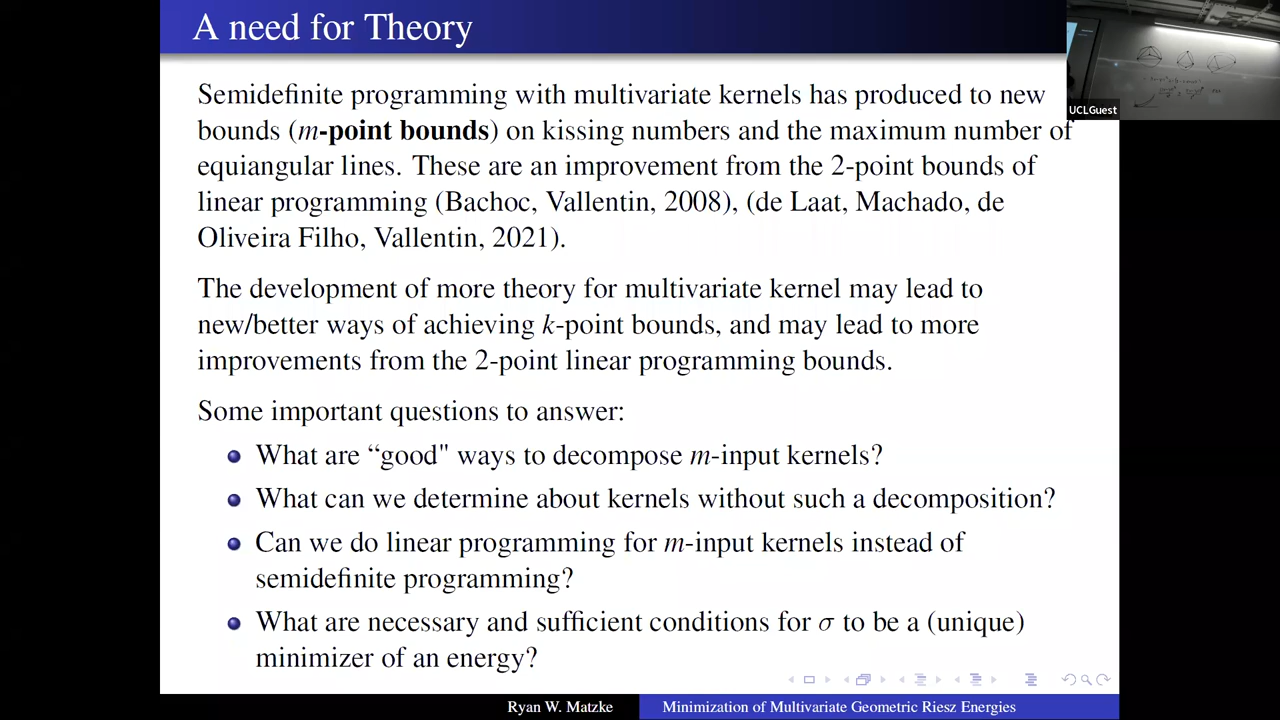 A need for Theory
Semidefinite programming with multivariate kernels has produced to new
bounds (m-point bounds) on kissing numbers and the maximum number of
equiangular lines. These are an improvement from the 2-point bounds of
linear programming (Bachoc, Vallentin, 2008), (de Laat, Machado, de
Oliveira Filho, Vallentin, 2021).
The development of more theory for multivariate kernel may lead to
new/better ways of achieving k-point bounds, and may lead to more
improvements from the 2-point linear programming bounds.
Some important questions to answer:
What are “good" ways to decompose m-input kernels?
What can we determine about kernels without such a decomposition?
Can we do linear programming for m-input kernels instead of
semidefinite programming?
What are necessary and sufficient conditions for σ to be a (unique)
minimizer of an energy?
Ryan W. Matzke
Minimization of Multivariate Geometric Riesz Energies
UCLGuest